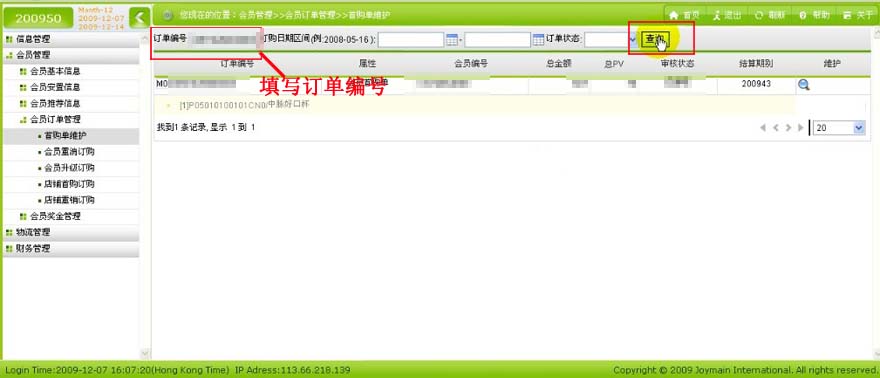 200950
Month-12
2009-12-07
2009-12-14
您现在的位置：会员管理>>会员订单管理>>首购单维护
首页
退出
刷新
帮助
关于
信息管理
会员管理
会员基本信息
会员安置信息
会员推荐信息
会员订单管理
首购单维护
会员重消订购
会员升级订购
店铺首购订购
店铺重销订购
会员奖金管理
物流管理
财务管理
订单编号 订购日期区间(例:2008-05-16): - 订单状态: 查询
填写订单编号
订单编号 属性 会员编号 总金额 总PV 审核状态 结算期别 维护
M0 首购单 200943
[1]P05010100101CN0/中脉好口杯
找到1 条记录, 显示 1 到 1
20
Login Time:2009-12-07 16:07:20(Hong Kong Time) IP Adress:113.66.218.139
Copyright © 2009 Joymain International. All rights reserved.